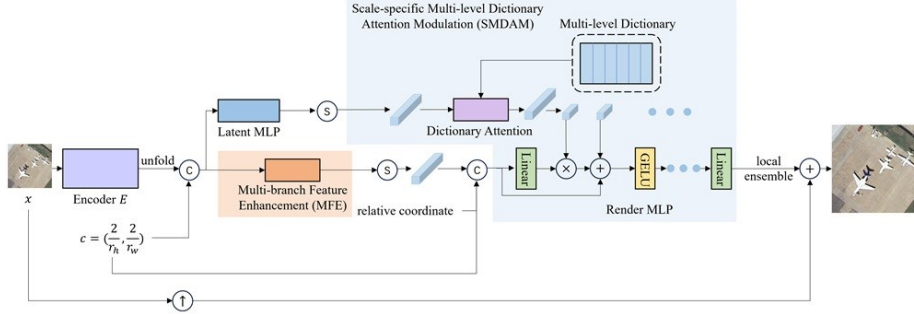 Scale-specific Multi-level Dictionary
Attention Modulation (SMDAM)
Multi-level Dictionary
Latent MLP
S
Dictionary Attention
unfold
x
Encoder E
C
Multi-branch Feature
Enhancement (MFE)
S
C
Linear
×
+
GELU
Linear
local
ensemble
+
relative coordinate
Render MLP
c = (2/r_h, 2/r_w)
↑